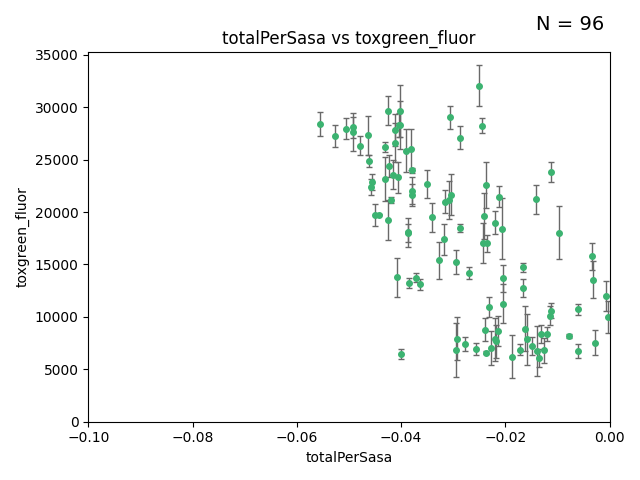 N = 96
totalPerSasa vs toxgreen_fluor
toxgreen_fluor
35000
30000
25000
20000
15000
10000
5000
0
−0.10 −0.08 −0.06 −0.04 −0.02 0.00
totalPerSasa